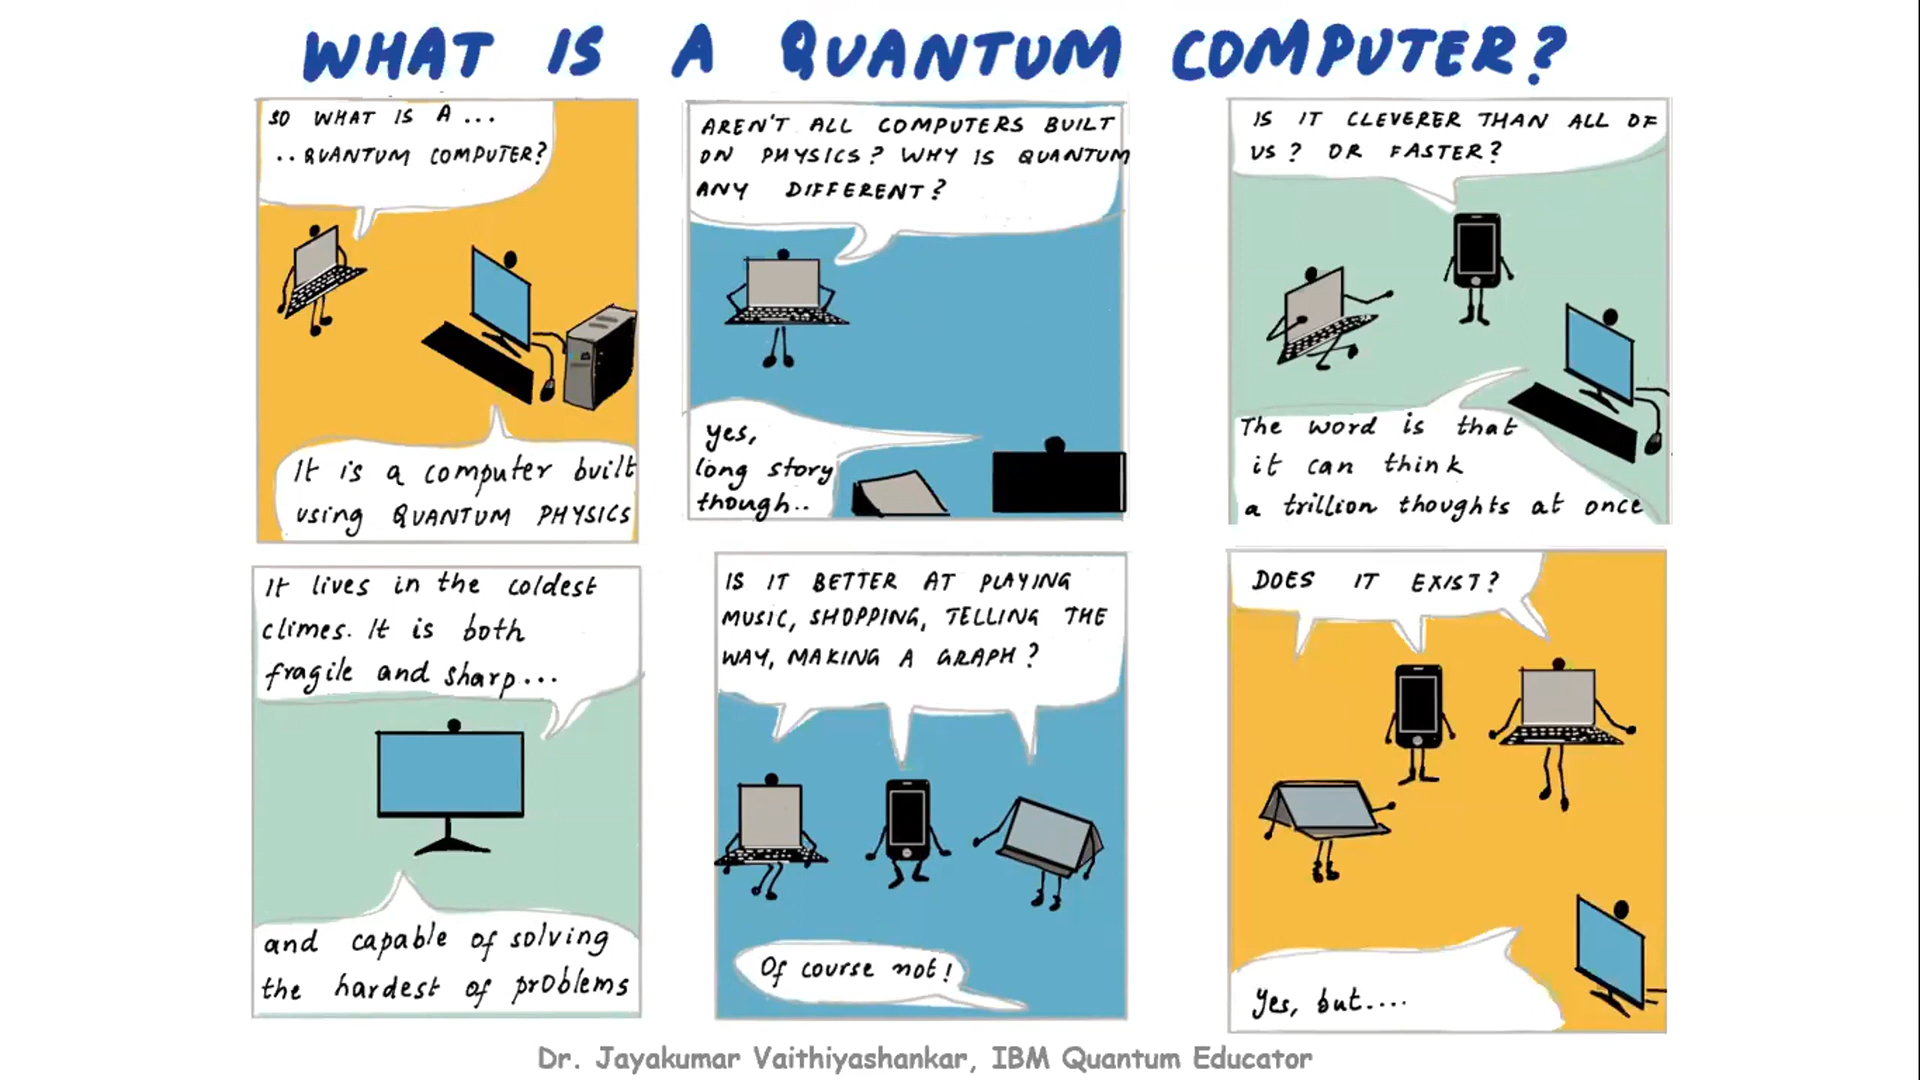 WHAT IS A QUANTUM COMPUTER?
SO WHAT IS A ...
..QUANTUM COMPUTER?
It is a computer built
using QUANTUM PHYSICS
AREN'T ALL COMPUTERS BUILT
ON PHYSICS? WHY IS QUANTUM
ANY DIFFERENT?
yes,
long story
though..
IS IT CLEVERER THAN ALL OF
US? OR FASTER?
The word is that
it can think
a trillion thoughts at once
It lives in the coldest
climes. It is both
fragile and sharp...
and capable of solving
the hardest of problems
IS IT BETTER AT PLAYING
MUSIC, SHOPPING, TELLING THE
WAY, MAKING A GRAPH?
Of course not!
DOES IT EXIST?
Yes, but....
Dr. Jayakumar Vaithiyashankar, IBM Quantum Educator